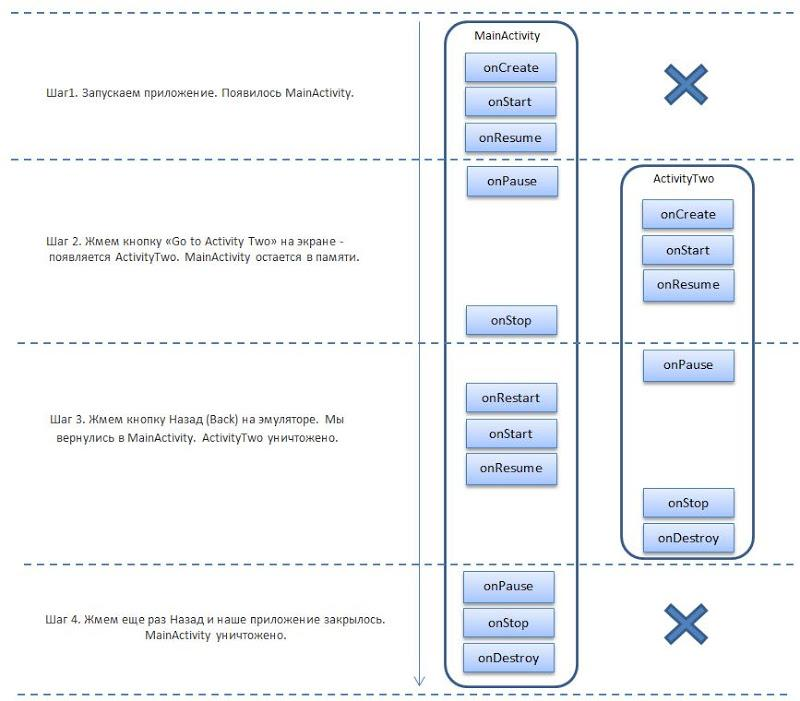 MainActivity
onCreate
Шаг1. Запускаем приложение. Появилось MainActivity.
onStart
onResume
onPause
ActivityTwo
onCreate
Шаг 2. Жмем кнопку «Go to Activity Two» на экране -
появляется ActivityTwo. MainActivity остается в памяти.
onStart
onResume
onStop
onPause
onRestart
Шаг 3. Жмем кнопку Назад (Back) на эмуляторе. Мы
вернулись в MainActivity. ActivityTwo уничтожено.
onStart
onResume
onStop
onDestroy
onPause
Шаг 4. Жмем еще раз Назад и наше приложение закрылось.
MainActivity уничтожено.
onStop
onDestroy